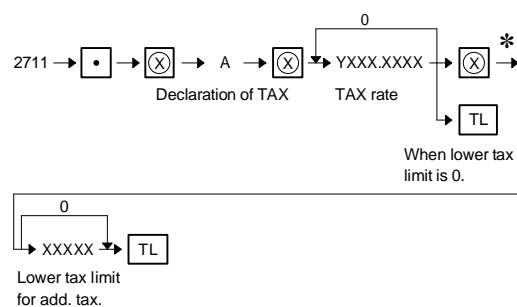 0
2711 • X A X YXXX.XXXX X *
Declaration of TAX TAX rate
TL
When lower tax
limit is 0.
0
XXXXX TL
Lower tax limit
for add. tax.